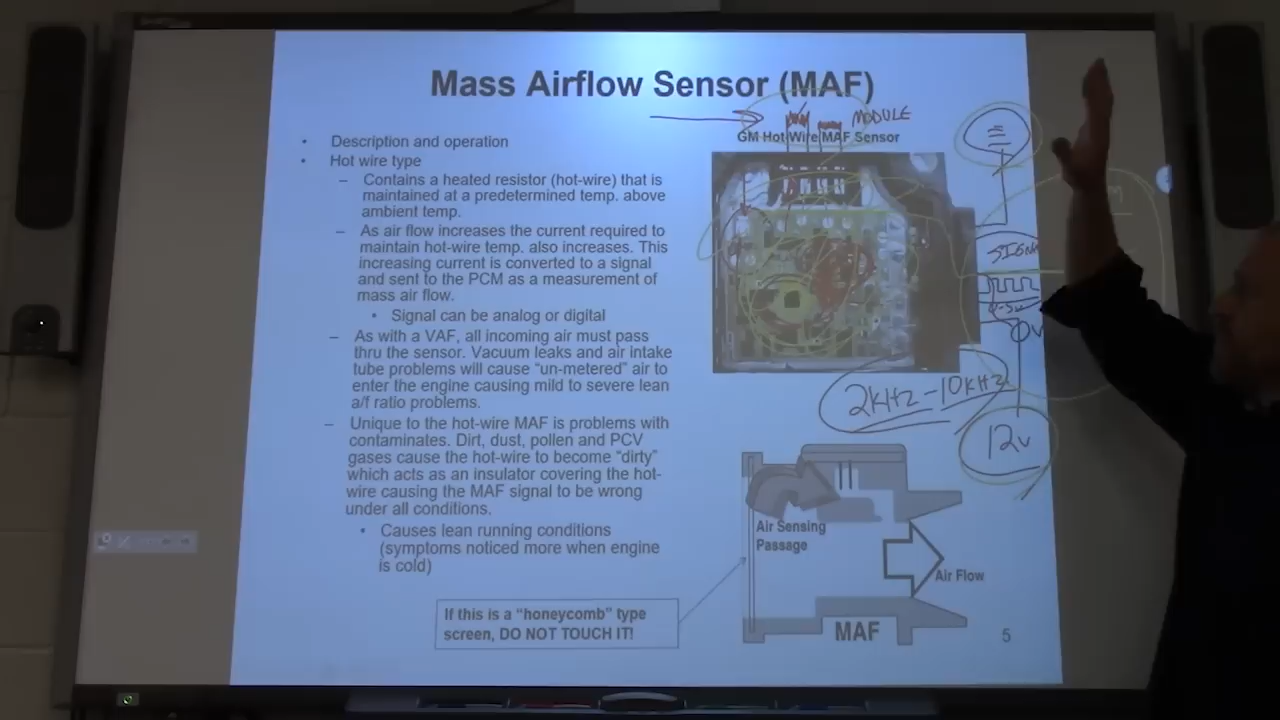 Mass Airflow Sensor (MAF)
• Description and operation
• Hot wire type
– Contains a heated resistor (hot-wire) that is
maintained at a predetermined temp. above
ambient temp.
– As air flow increases the current required to
maintain hot-wire temp. also increases. This
increasing current is converted to a signal
and sent to the PCM as a measurement of
mass air flow.
• Signal can be analog or digital
– As with a VAF, all incoming air must pass
thru the sensor. Vacuum leaks and air intake
tube problems will cause "un-metered" air to
enter the engine causing mild to severe lean
a/f ratio problems.
– Unique to the hot-wire MAF is problems with
contaminates. Dirt, dust, pollen and PCV
gases cause the hot-wire to become "dirty"
which acts as an insulator covering the hot-
wire causing the MAF signal to be wrong
under all conditions.
• Causes lean running conditions
(symptoms noticed more when engine
is cold)
If this is a "honeycomb" type
screen, DO NOT TOUCH IT!
MODULE
GM Hot Wire MAF Sensor
2KHz - 10KHz
12v
Air Sensing
Passage
Air Flow
MAF
5